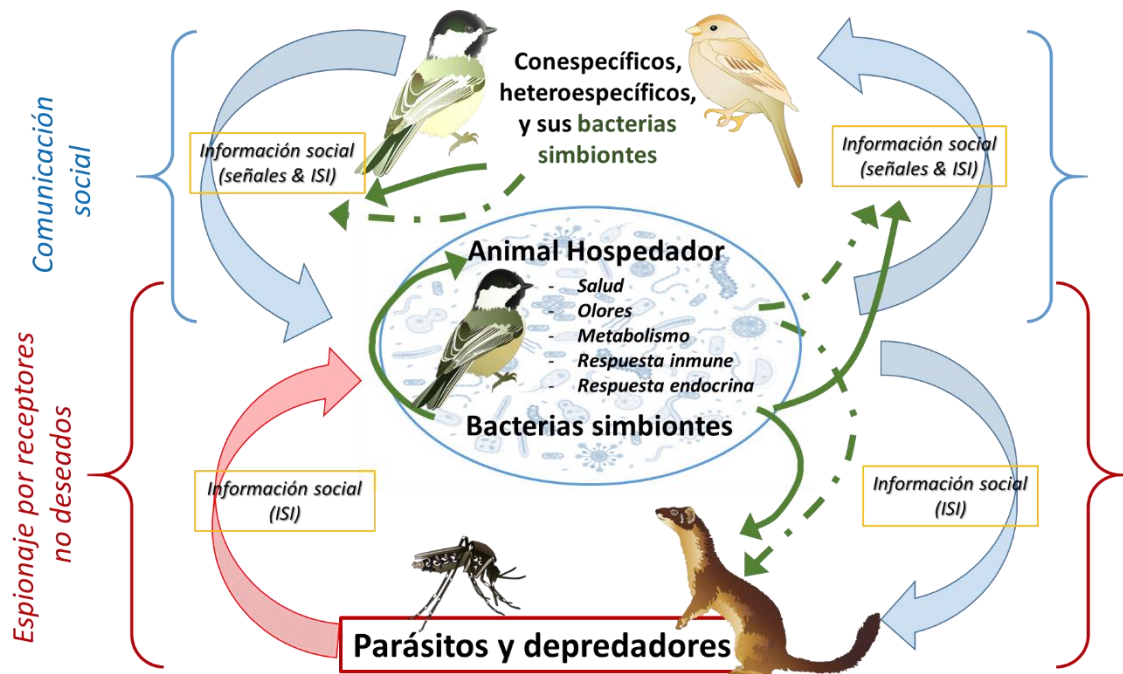 Conespecíficos,
heteroespecíficos,
y sus bacterias
simbiontes
Comunicación
social
Información social
(señales & ISI)
Información social
(señales & ISI)
Animal Hospedador
- Salud
- Olores
- Metabolismo
- Respuesta inmune
- Respuesta endocrina
Bacterias simbiontes
Espionaje por receptores
no deseados
Información social
(ISI)
Información social
(ISI)
Parásitos y depredadores